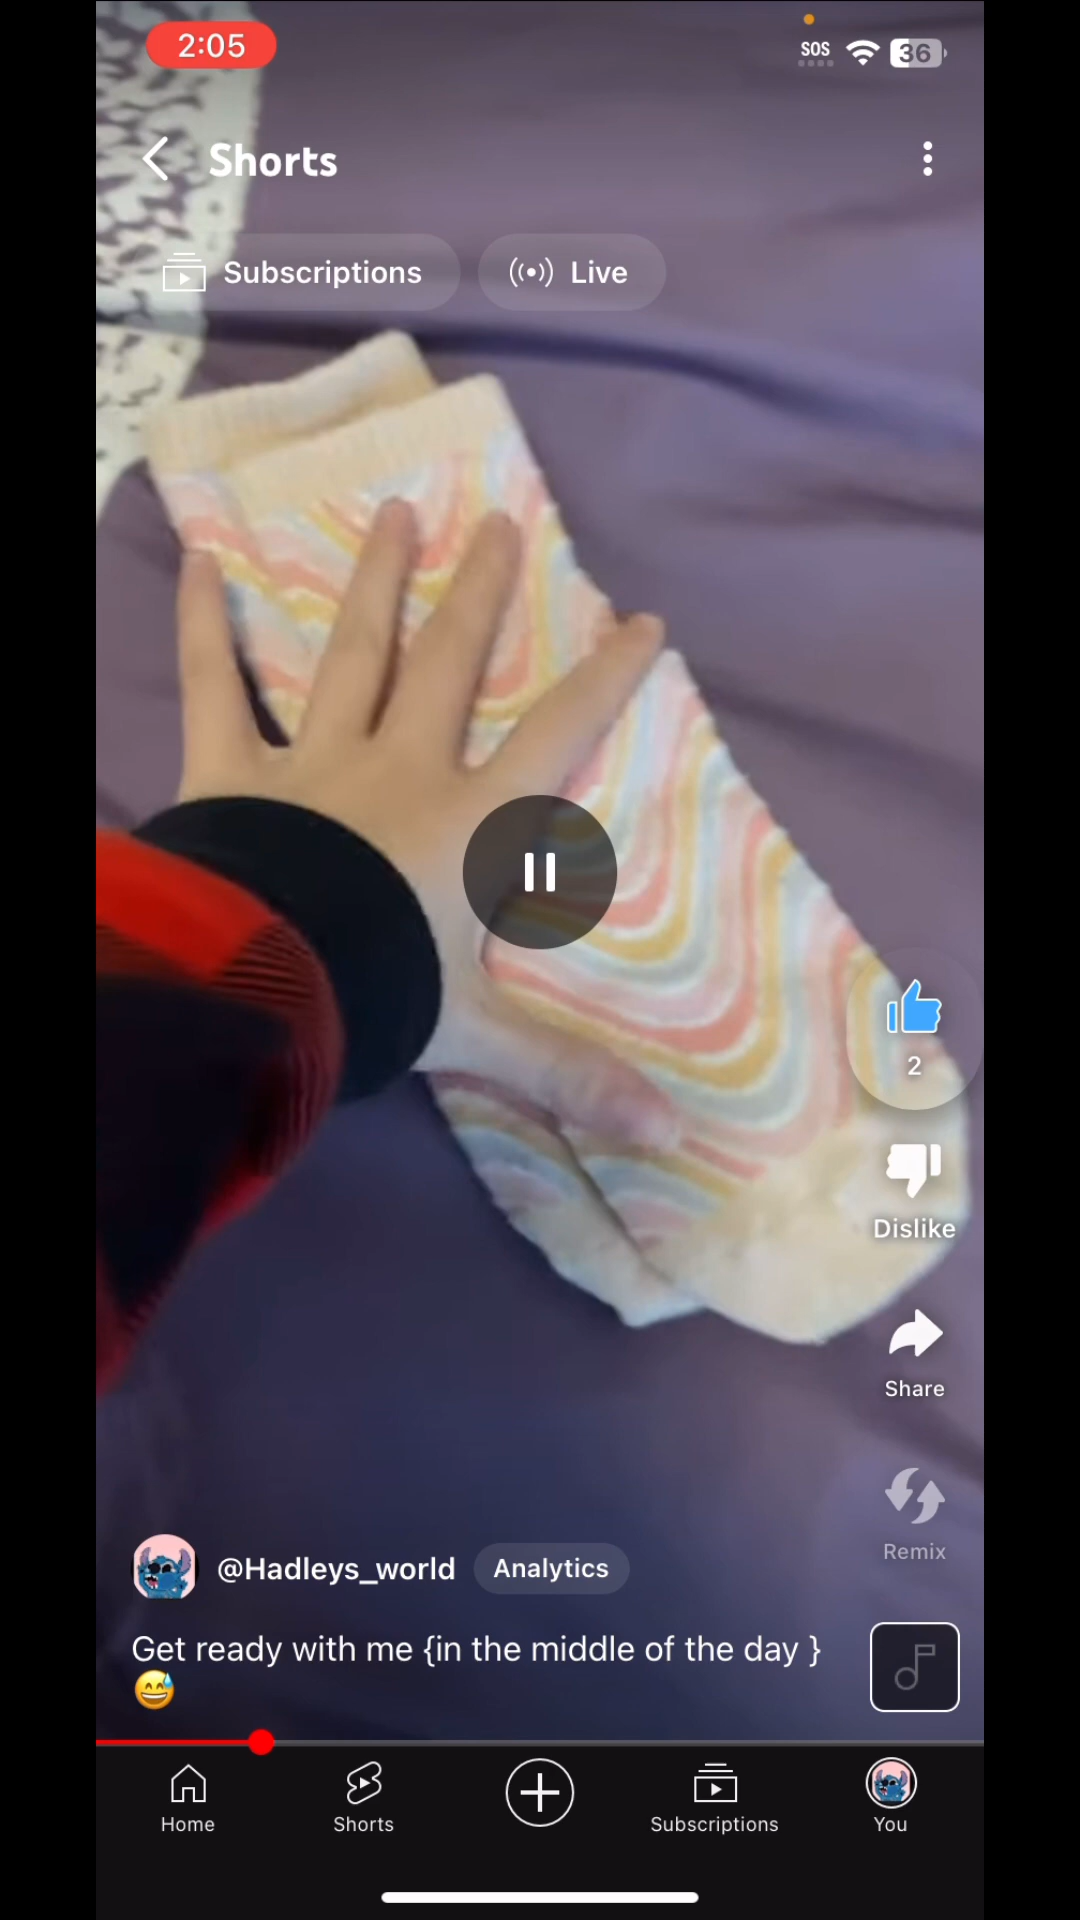 2:05
SOS
36
Shorts
Subscriptions
Live
2
Dislike
Share
Remix
@Hadleys_world
Analytics
Get ready with me {in the middle of the day }
😅
Home
Shorts
Subscriptions
You